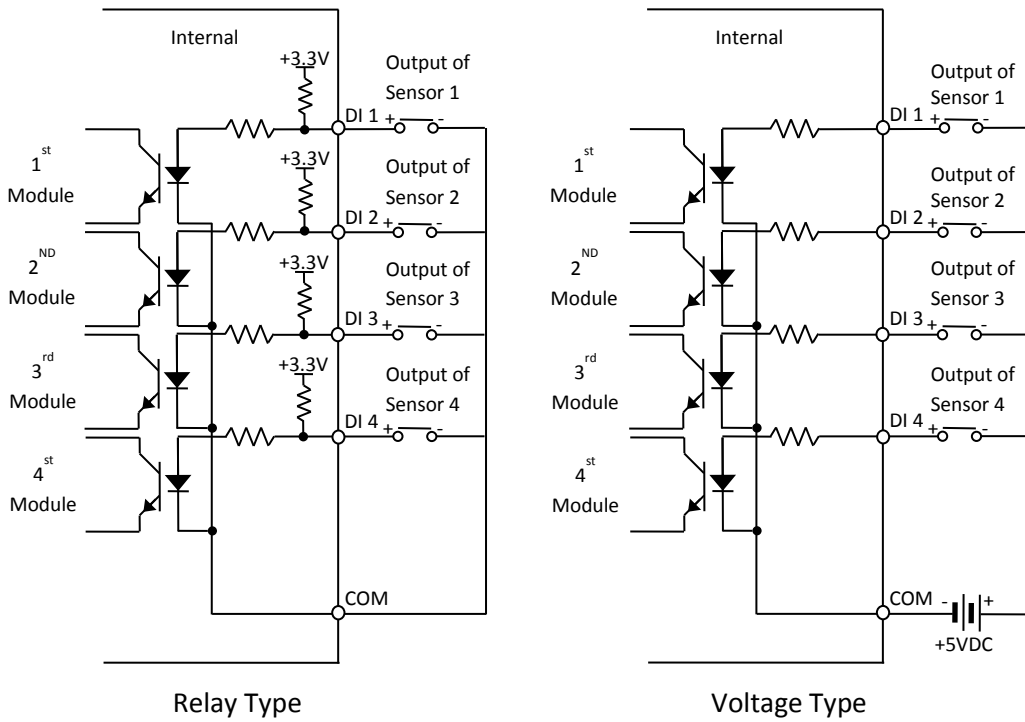 Internal
+3.3V
Output of
Sensor 1
DI 1 + -
1st
Module
+3.3V
Output of
Sensor 2
DI 2 + -
2ND
Module
+3.3V
Output of
Sensor 3
DI 3 + -
3rd
Module
+3.3V
Output of
Sensor 4
DI 4 + -
4st
Module
COM
Relay Type
Internal
Output of
Sensor 1
DI 1 + -
1st
Module
Output of
Sensor 2
DI 2 + -
2ND
Module
Output of
Sensor 3
DI 3 + -
3rd
Module
Output of
Sensor 4
DI 4 + -
4st
Module
COM - +
+5VDC
Voltage Type